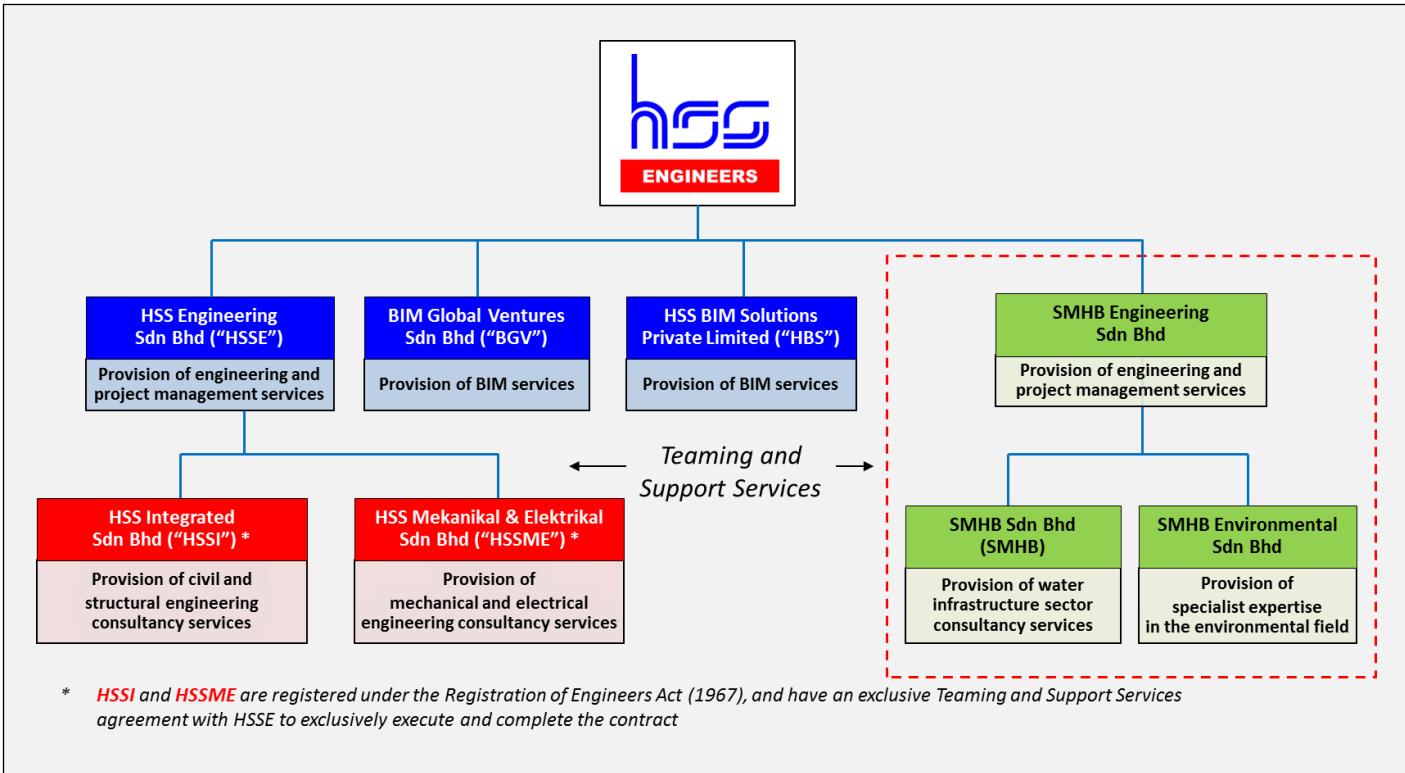 hss
ENGINEERS
HSS Engineering
Sdn Bhd (“HSSE”)
Provision of engineering and
project management services
BIM Global Ventures
Sdn Bhd (“BGV”)
Provision of BIM services
HSS BIM Solutions
Private Limited (“HBS”)
Provision of BIM services
SMHB Engineering
Sdn Bhd
Provision of engineering and
project management services
Teaming and
Support Services
HSS Integrated
Sdn Bhd (“HSSI”) *
Provision of civil and
structural engineering
consultancy services
HSS Mekanikal & Elektrikal
Sdn Bhd (“HSSME”) *
Provision of
mechanical and electrical
engineering consultancy services
SMHB Sdn Bhd
(SMHB)
Provision of water
infrastructure sector
consultancy services
SMHB Environmental
Sdn Bhd
Provision of
specialist expertise
in the environmental field
* HSSI and HSSME are registered under the Registration of Engineers Act (1967), and have an exclusive Teaming and Support Services
agreement with HSSE to exclusively execute and complete the contract